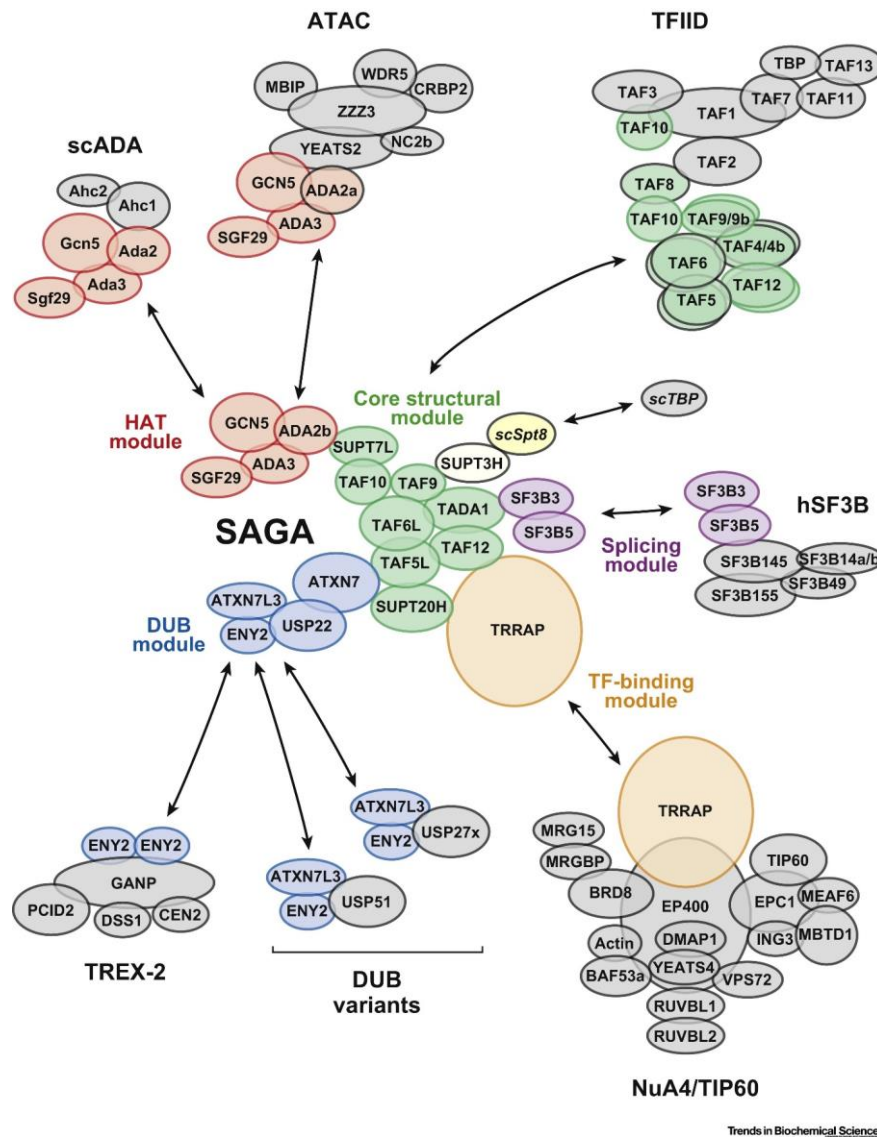 ATAC
MBIP
WDR5
CRBP2
ZZZ3
YEATS2
NC2b
GCN5
ADA2a
ADA3
SGF29
TFIID
TBP
TAF13
TAF3
TAF7
TAF11
TAF1
TAF10
TAF2
TAF8
TAF10
TAF9/9b
TAF4/4b
TAF6
TAF12
TAF5
scADA
Ahc2
Ahc1
Gcn5
Ada2
Ada3
Sgf29
HAT
module
GCN5
ADA2b
ADA3
SGF29
Core structural
module
SUPT7L
TAF10
TAF9
TADA1
TAF6L
TAF12
TAF5L
SUPT20H
SUPT3H
scSpt8
scTBP
SF3B3
SF3B5
Splicing
module
hSF3B
SF3B3
SF3B5
SF3B145
SF3B14a/b
SF3B49
SF3B155
SAGA
ATXN7
ATXN7L3
USP22
ENY2
DUB
module
TRRAP
TF-binding
module
ENY2
ENY2
GANP
PCID2
DSS1
CEN2
TREX-2
ATXN7L3
ENY2
USP27x
ATXN7L3
ENY2
USP51
DUB
variants
TRRAP
MRG15
MRGBP
BRD8
EP400
TIP60
EPC1
MEAF6
ING3
MBTD1
Actin
DMAP1
BAF53a
YEATS4
VPS72
RUVBL1
RUVBL2
NuA4/TIP60
Trends in Biochemical Sciences